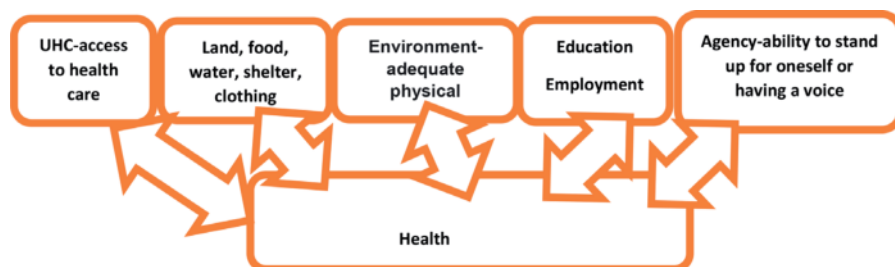 UHC-access
to health
care
Land, food,
water, shelter,
clothing
Environment-
adequate
physical
Education
Employment
Agency-ability to stand
up for oneself or
having a voice
Health